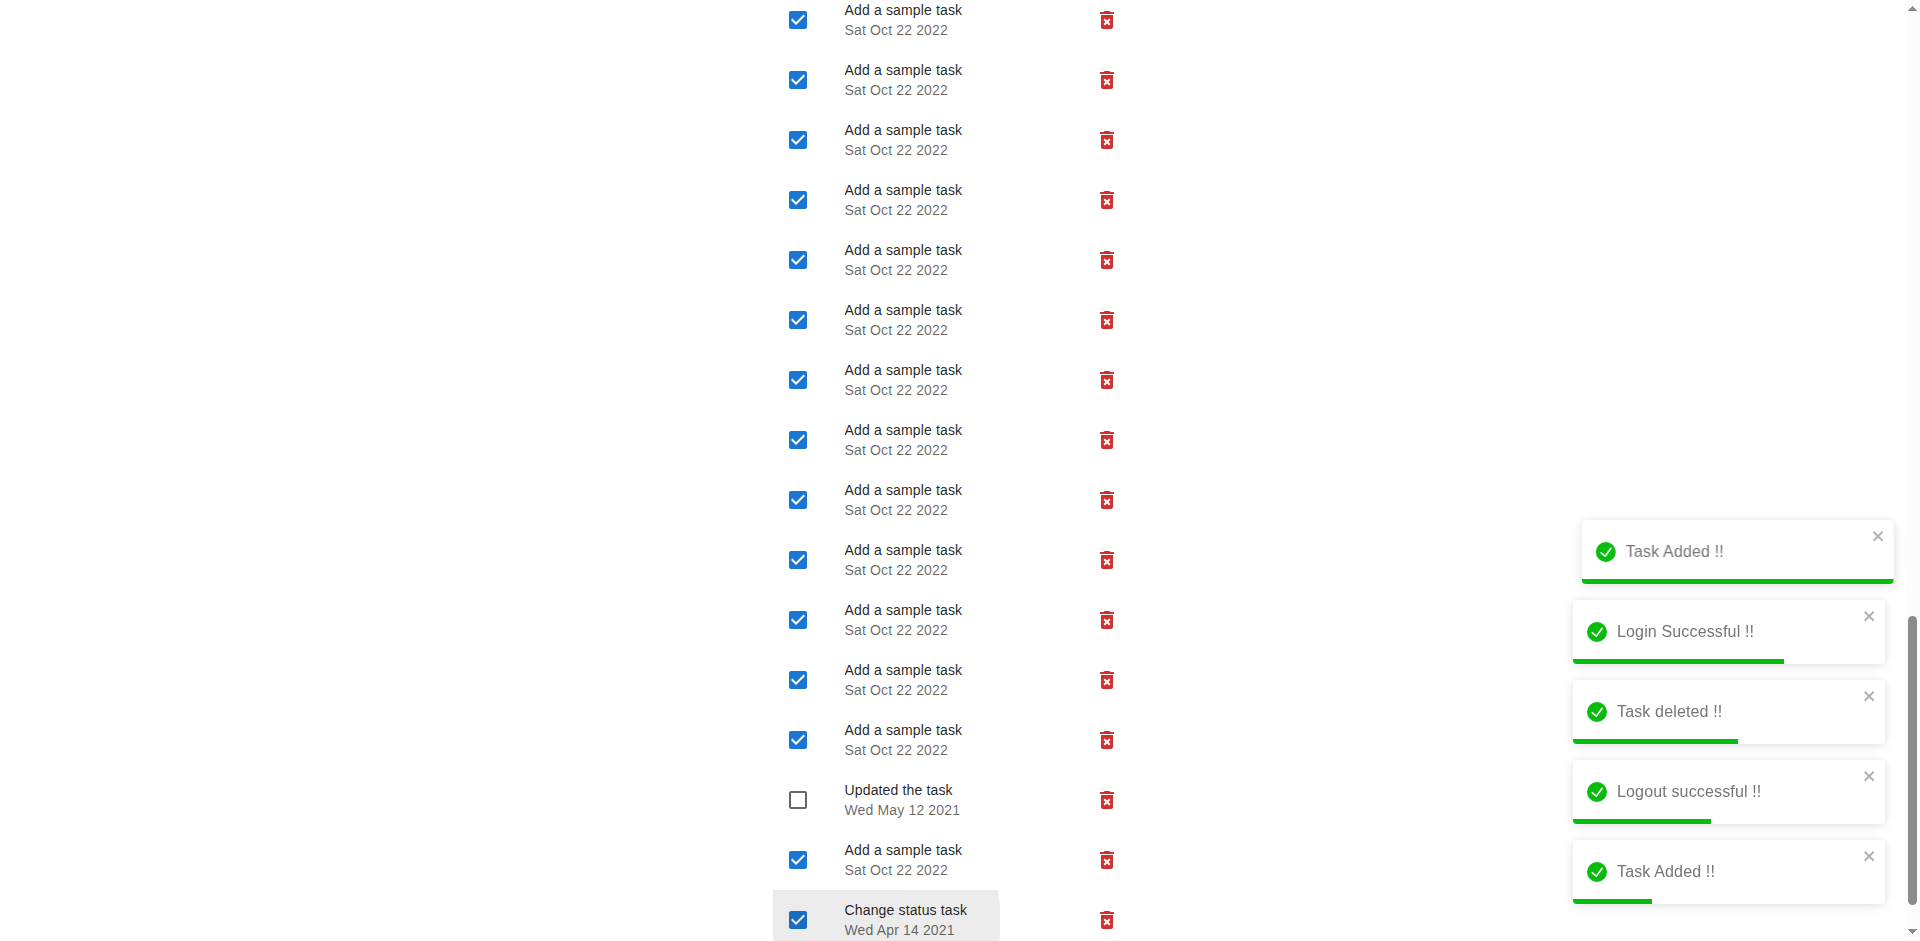 Add a sample task
Sat Oct 22 2022
Add a sample task
Sat Oct 22 2022
Add a sample task
Sat Oct 22 2022
Add a sample task
Sat Oct 22 2022
Add a sample task
Sat Oct 22 2022
Add a sample task
Sat Oct 22 2022
Add a sample task
Sat Oct 22 2022
Add a sample task
Sat Oct 22 2022
Add a sample task
Sat Oct 22 2022
Add a sample task
Sat Oct 22 2022
Add a sample task
Sat Oct 22 2022
Add a sample task
Sat Oct 22 2022
Add a sample task
Sat Oct 22 2022
Updated the task
Wed May 12 2021
Add a sample task
Sat Oct 22 2022
Change status task
Wed Apr 14 2021
Task Added !!
Login Successful !!
Task deleted !!
Logout successful !!
Task Added !!